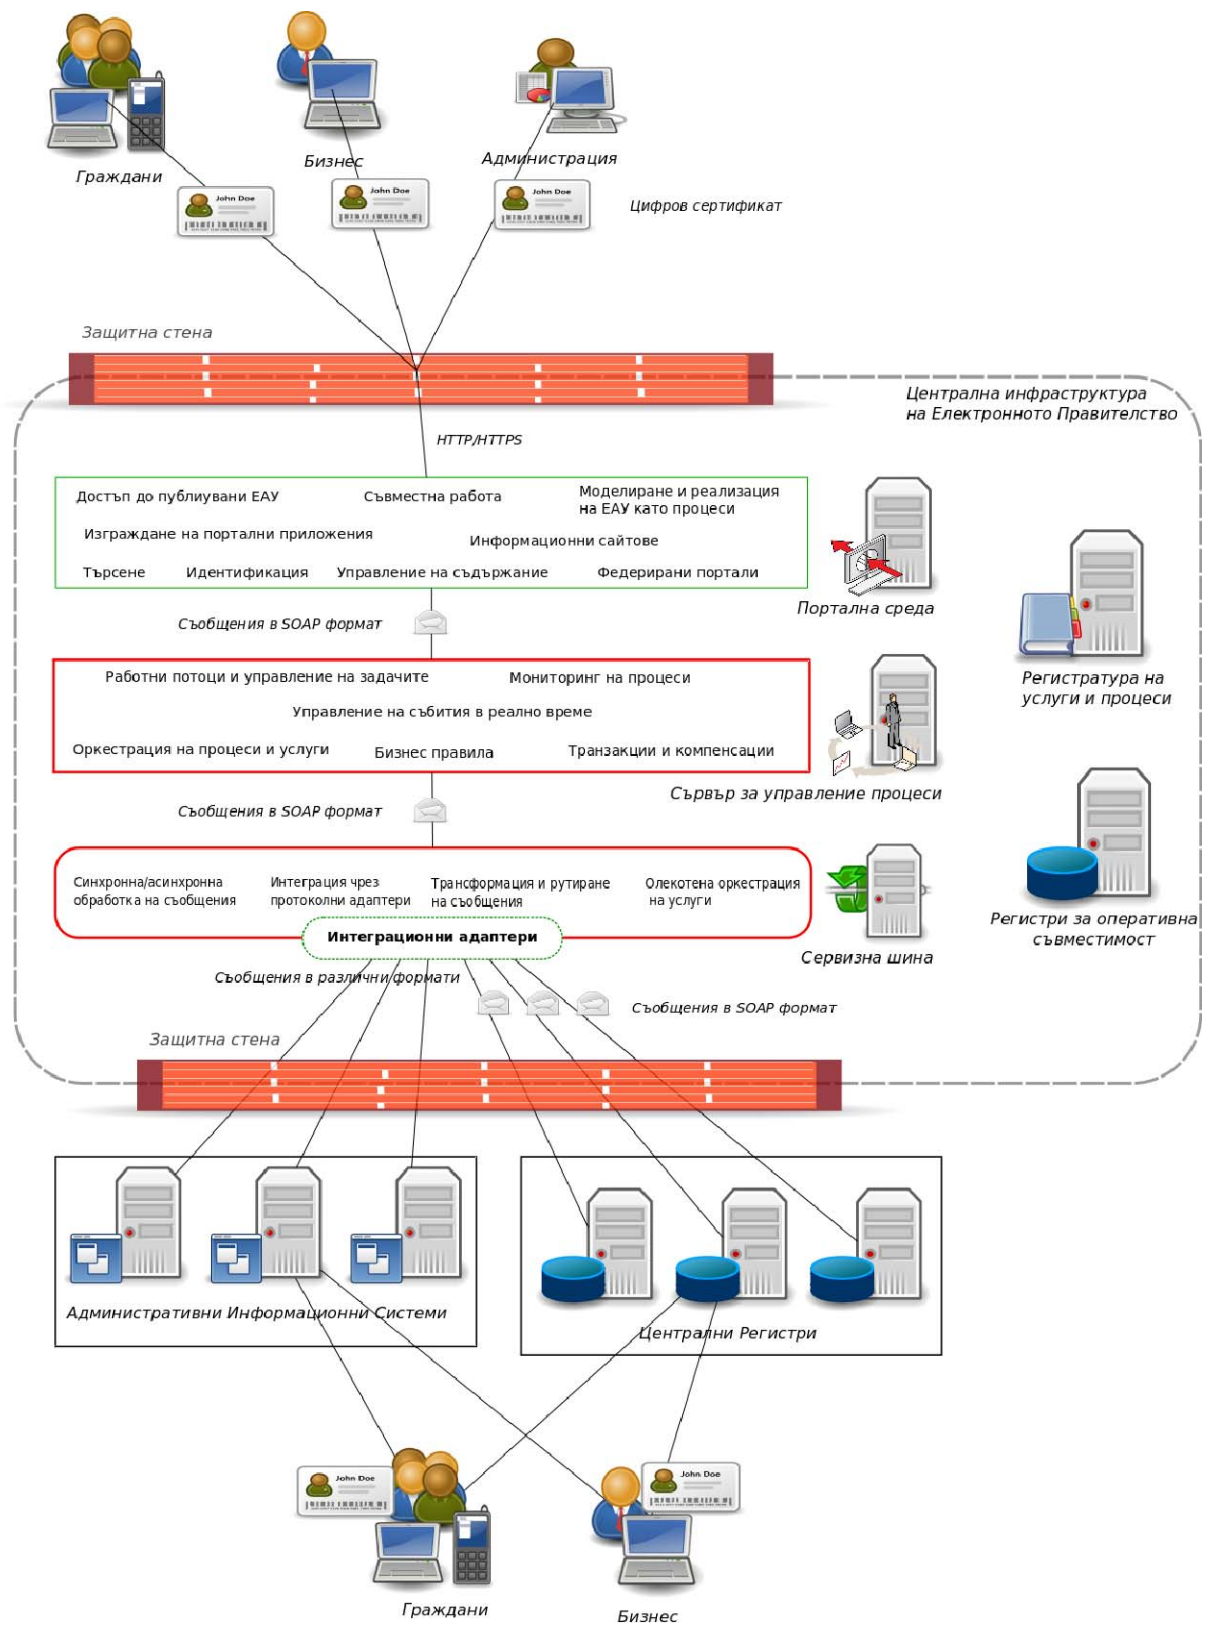 Граждани
Бизнес
Администрация
John Doe
John Doe
John Doe
Цифров сертификат
Защитна стена
Централна инфраструктура
на Електронното Правителство
HTTP/HTTPS
Достъп до публиувани ЕАУ
Съвместна работа
Моделиране и реализация
на ЕАУ като процеси
Изграждане на портални приложения
Информационни сайтове
Търсене
Идентификация
Управление на съдържание
Федерирани портали
Портална среда
Съобщения в SOAP формат
Регистратура на
услуги и процеси
Работни потоци и управление на задачите
Мониторинг на процеси
Управление на събития в реално време
Оркестрация на процеси и услуги
Бизнес правила
Транзакции и компенсации
Сървър за управление процеси
Съобщения в SOAP формат
Синхронна/асинхронна
обработка на съобщения
Интеграция чрез
протоколни адаптери
Трансформация и рутиране
на съобщения
Олекотена оркестрация
на услуги
Интеграционни адаптери
Сервизна шина
Регистри за оперативна
съвместимост
Съобщения в различни формати
Съобщения в SOAP формат
Защитна стена
Административни Информационни Системи
Централни Регистри
John Doe
John Doe
Граждани
Бизнес